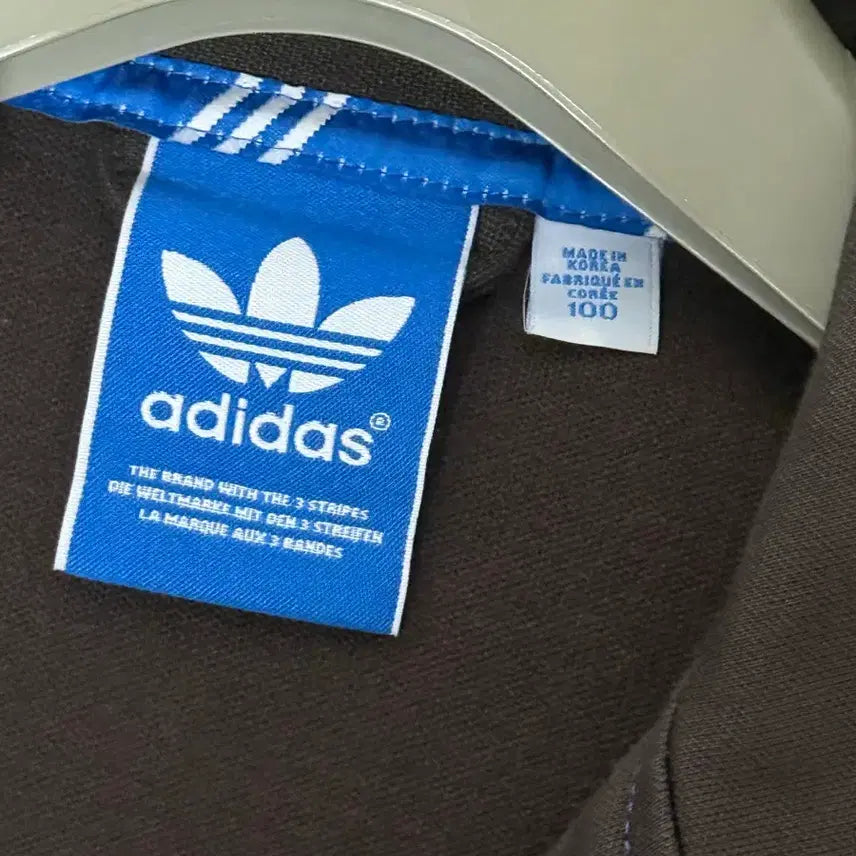 adidas®
THE BRAND WITH THE 3 STRIPES
DIE WELTMARKE MIT DEN 3 STREIFEN
LA MARQUE AUX 3 BANDES
MADE IN
KOREA
FABRIQUÉ EN
CORÉE
100